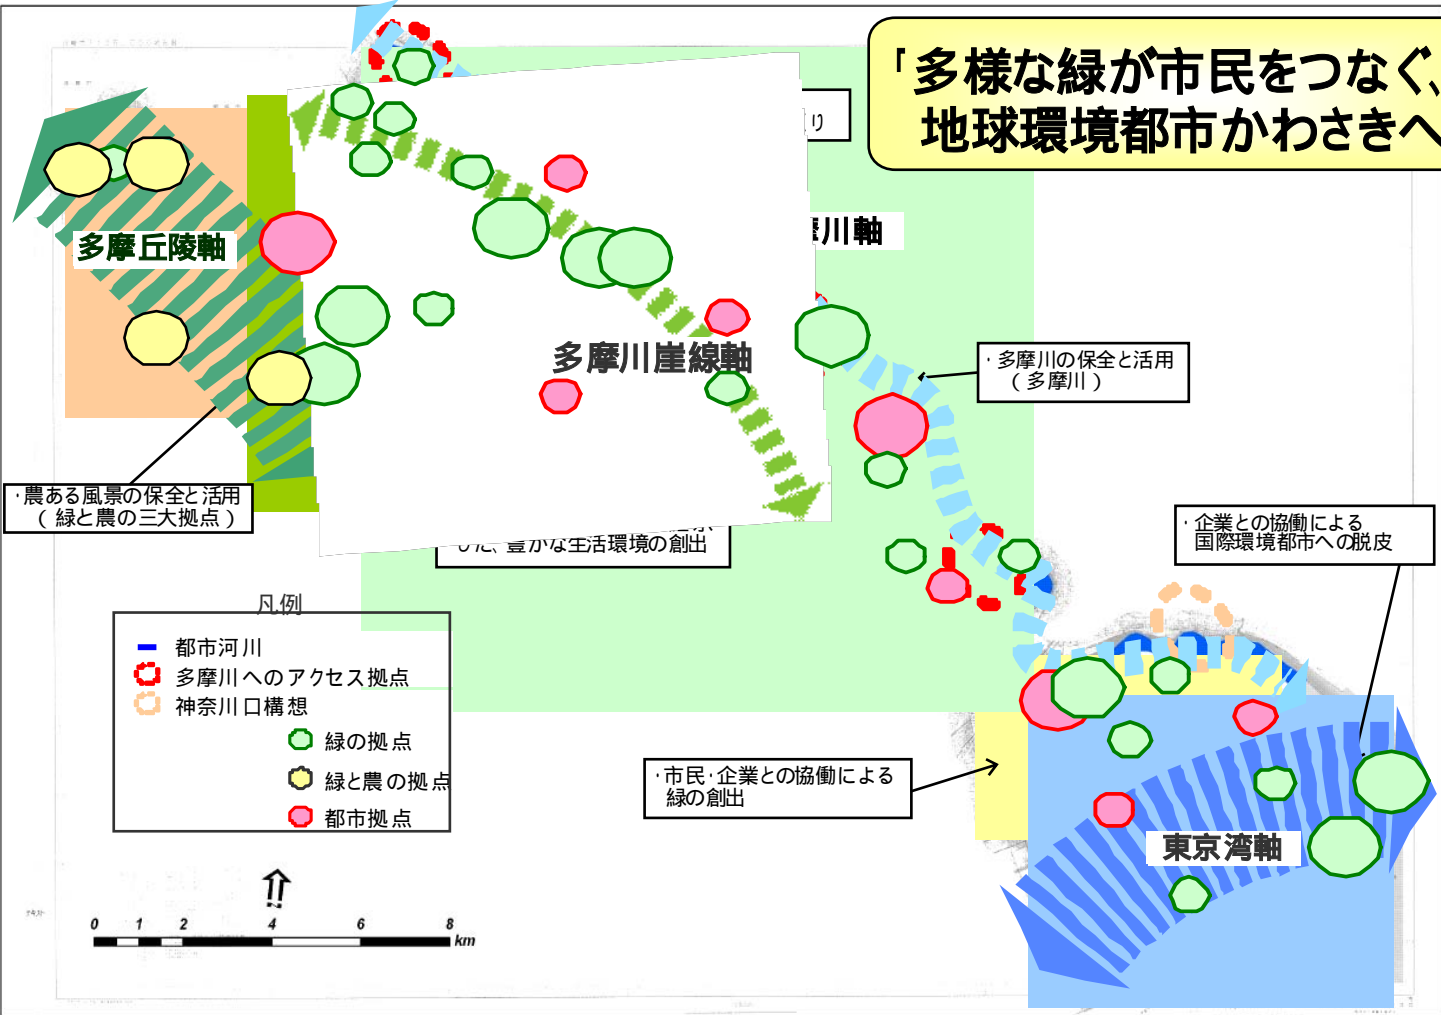 「多様な緑が市民をつなぐ、
地球環境都市かわさきへ
り
多摩丘陵軸
川軸
多摩川崖線軸
・多摩川の保全と活用
(多摩川)
・農ある風景の保全と活用
(緑と農の三大拠点)
した、豊かな生活環境の創出
・企業との協働による
国際環境都市への脱皮
凡例
都市河川
多摩川へのアクセス拠点
神奈川口構想
緑の拠点
緑と農の拠点
都市拠点
・市民・企業との協働による
緑の創出
東京湾軸
0 1 2 4 6 8
km